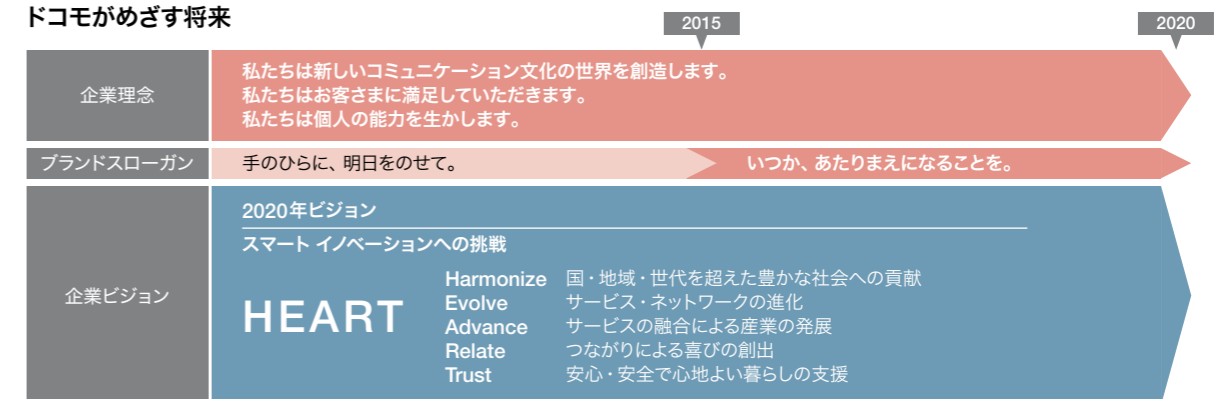 ドコモがめざす将来
2015
2020
企業理念
私たちは新しいコミュニケーション文化の世界を創造します。
私たちはお客さまに満足していただきます。
私たちは個人の能力を生かします。
ブランドスローガン
手のひらに、明日をのせて。
いつか、あたりまえになることを。
企業ビジョン
2020年ビジョン
スマート イノベーションへの挑戦
HEART
Harmonize 国・地域・世代を超えた豊かな社会への貢献
Evolve サービス・ネットワークの進化
Advance サービスの融合による産業の発展
Relate つながりによる喜びの創出
Trust 安心・安全で心地よい暮らしの支援